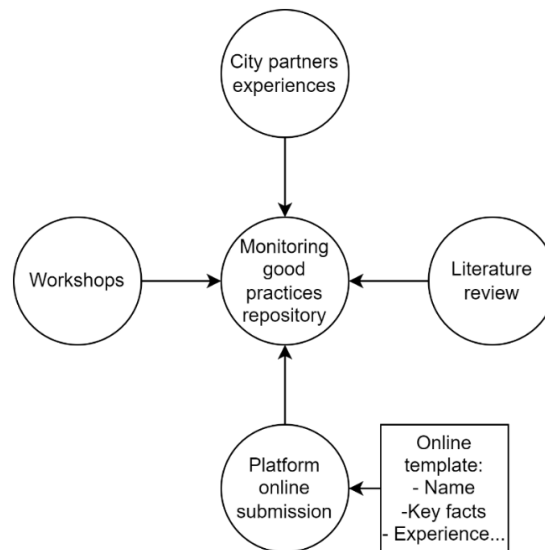 City partners
experiences
Workshops
Monitoring
good
practices
repository
Literature
review
Platform
online
submission
Online
template:
- Name
-Key facts
- Experience...